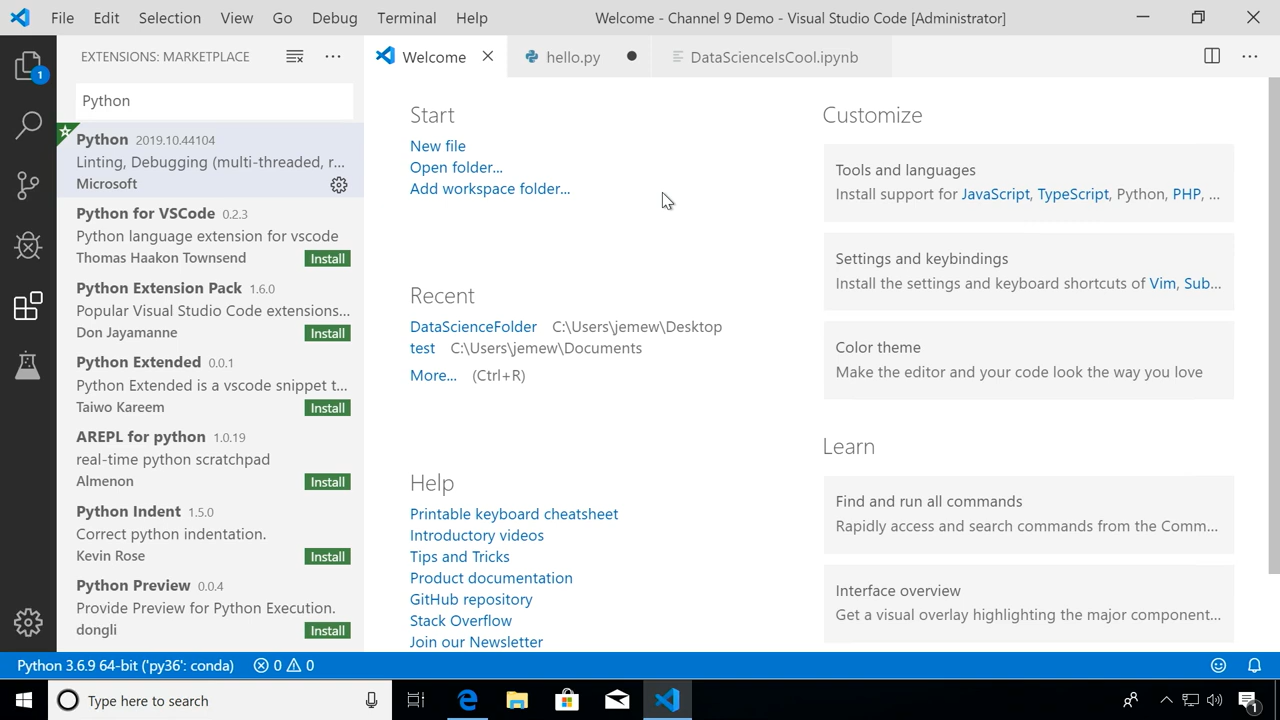 File Edit Selection View Go Debug Terminal Help
Welcome - Channel 9 Demo - Visual Studio Code [Administrator]
EXTENSIONS: MARKETPLACE
Welcome
hello.py
DataScienceIsCool.ipynb
1
Python
Python 2019.10.44104
Linting, Debugging (multi-threaded, r...
Microsoft
Python for VSCode 0.2.3
Python language extension for vscode
Thomas Haakon Townsend Install
Python Extension Pack 1.6.0
Popular Visual Studio Code extensions...
Don Jayamanne Install
Python Extended 0.0.1
Python Extended is a vscode snippet t...
Taiwo Kareem Install
AREPL for python 1.0.19
real-time python scratchpad
Almenon Install
Python Indent 1.5.0
Correct python indentation.
Kevin Rose Install
Python Preview 0.0.4
Provide Preview for Python Execution.
dongli Install
Start
New file
Open folder...
Add workspace folder...
Recent
DataScienceFolder C:\Users\jemew\Desktop
test C:\Users\jemew\Documents
More... (Ctrl+R)
Help
Printable keyboard cheatsheet
Introductory videos
Tips and Tricks
Product documentation
GitHub repository
Stack Overflow
Join our Newsletter
Customize
Tools and languages
Install support for JavaScript, TypeScript, Python, PHP, ...
Settings and keybindings
Install the settings and keyboard shortcuts of Vim, Sub...
Color theme
Make the editor and your code look the way you love
Learn
Find and run all commands
Rapidly access and search commands from the Comm...
Interface overview
Get a visual overlay highlighting the major component...
Python 3.6.9 64-bit ('py36': conda) 0 0
Type here to search
1